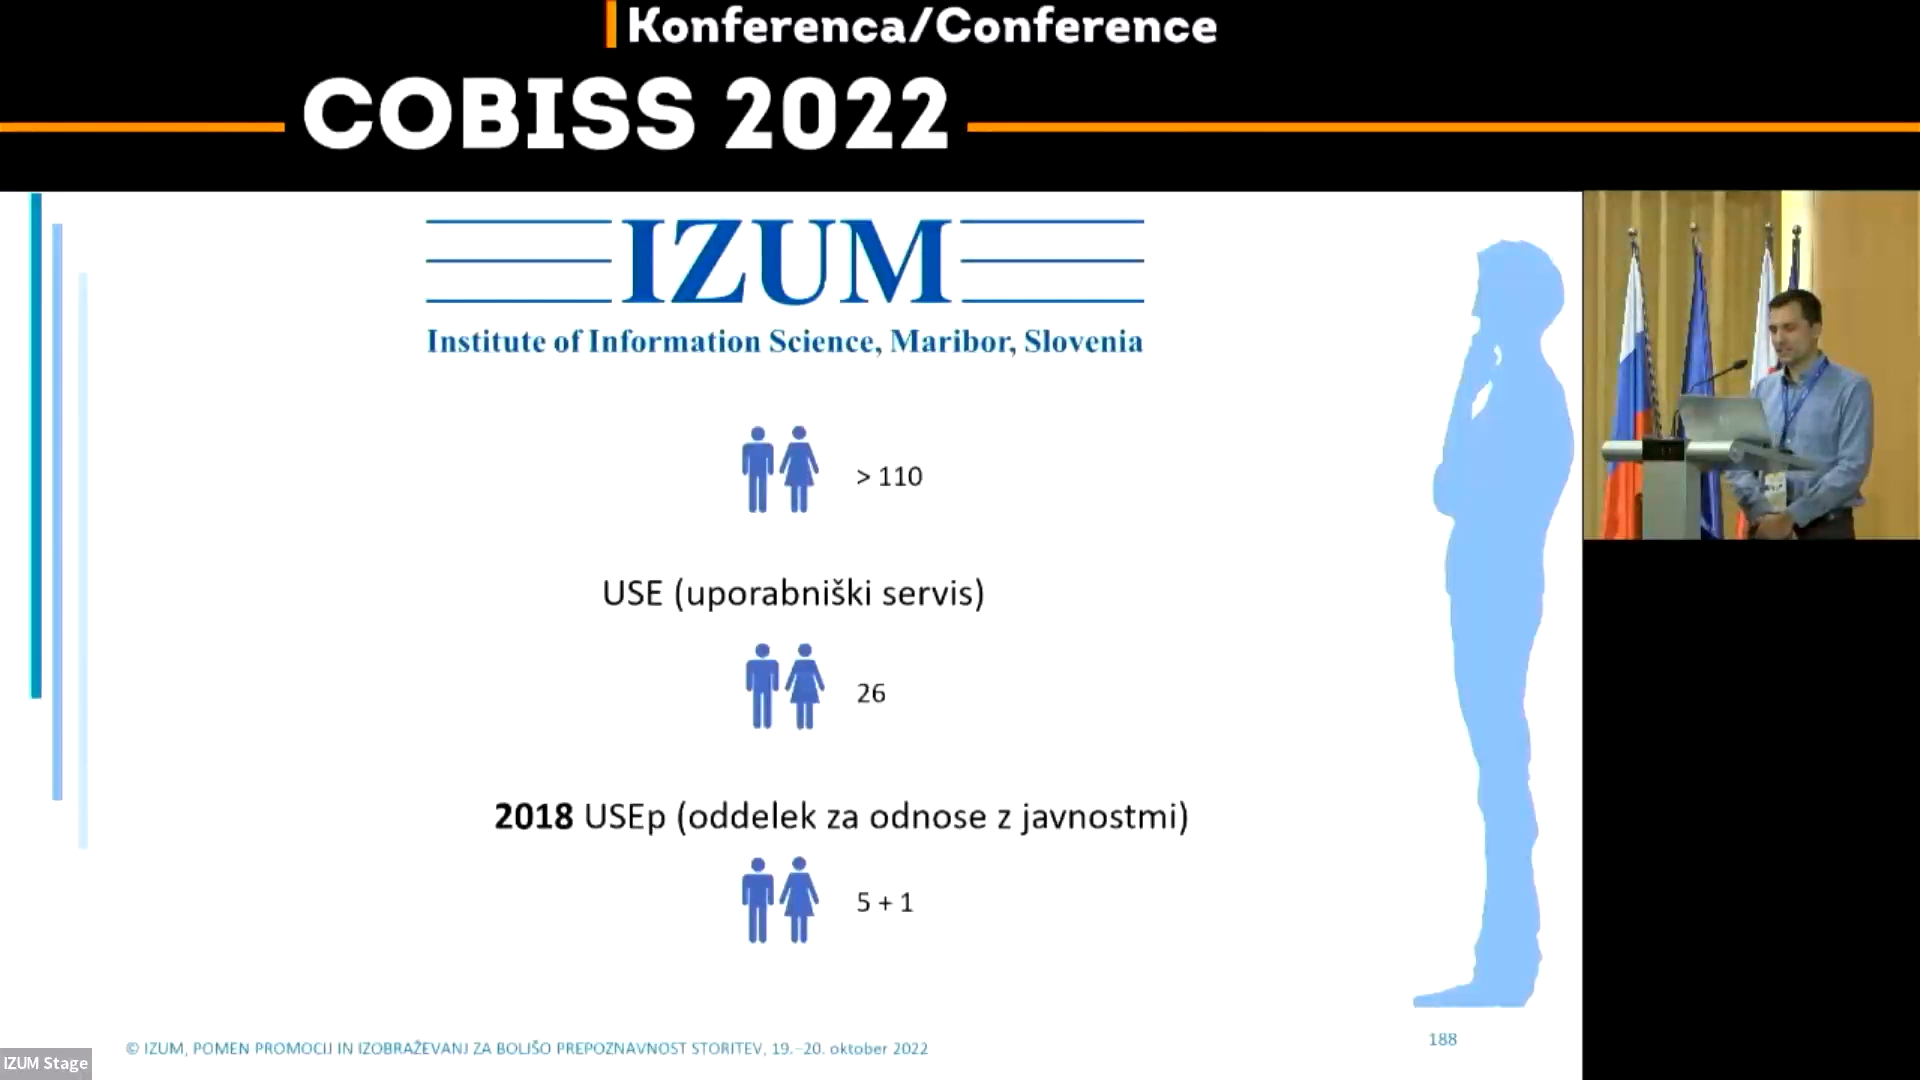 Konferenca/Conference
COBISS 2022
IZUM
Institute of Information Science, Maribor, Slovenia
> 110
USE (uporabniški servis)
26
2018 USEp (oddelek za odnose z javnostmi)
5 + 1
© IZUM, POMEN PROMOCIJ IN IZOBRAŽEVANJ ZA BOLJŠO PREPOZNAVNOST STORITEV, 19.–20. oktober 2022
188
IZUM Stage